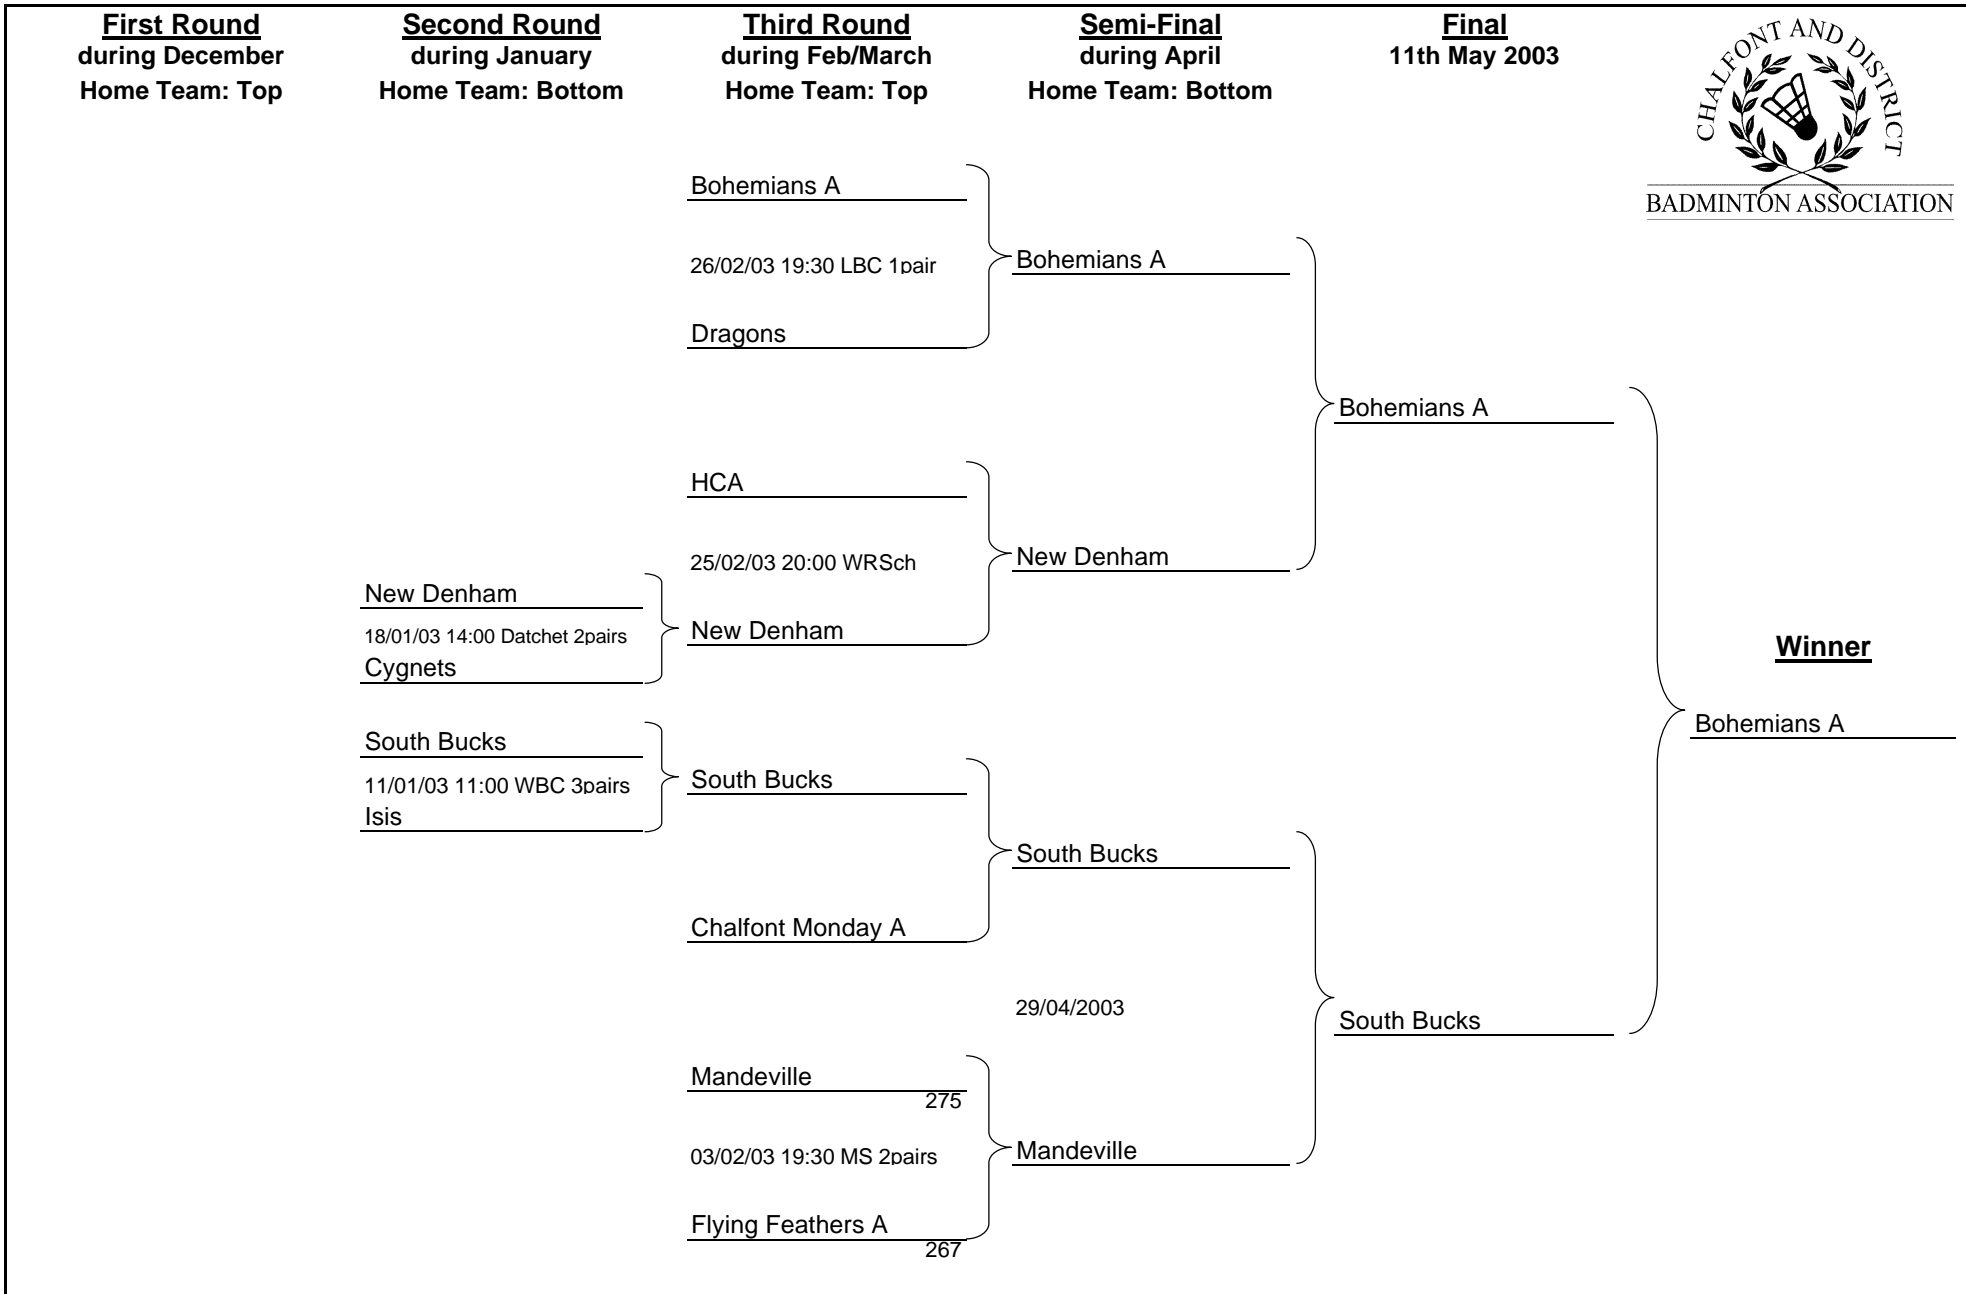 First Round
during December
Home Team: Top
Second Round
during January
Home Team: Bottom
Third Round
during Feb/March
Home Team: Top
Semi-Final
during April
Home Team: Bottom
Final
11th May 2003
CHALFONT AND DISTRICT
BADMINTON ASSOCIATION
New Denham
18/01/03 14:00 Datchet 2pairs
Cygnets
South Bucks
11/01/03 11:00 WBC 3pairs
Isis
Bohemians A
26/02/03 19:30 LBC 1pair
Dragons
HCA
25/02/03 20:00 WRSch
New Denham
South Bucks
Chalfont Monday A
Mandeville
275
03/02/03 19:30 MS 2pairs
Flying Feathers A
267
Bohemians A
New Denham
South Bucks
29/04/2003
Mandeville
Bohemians A
South Bucks
Winner
Bohemians A